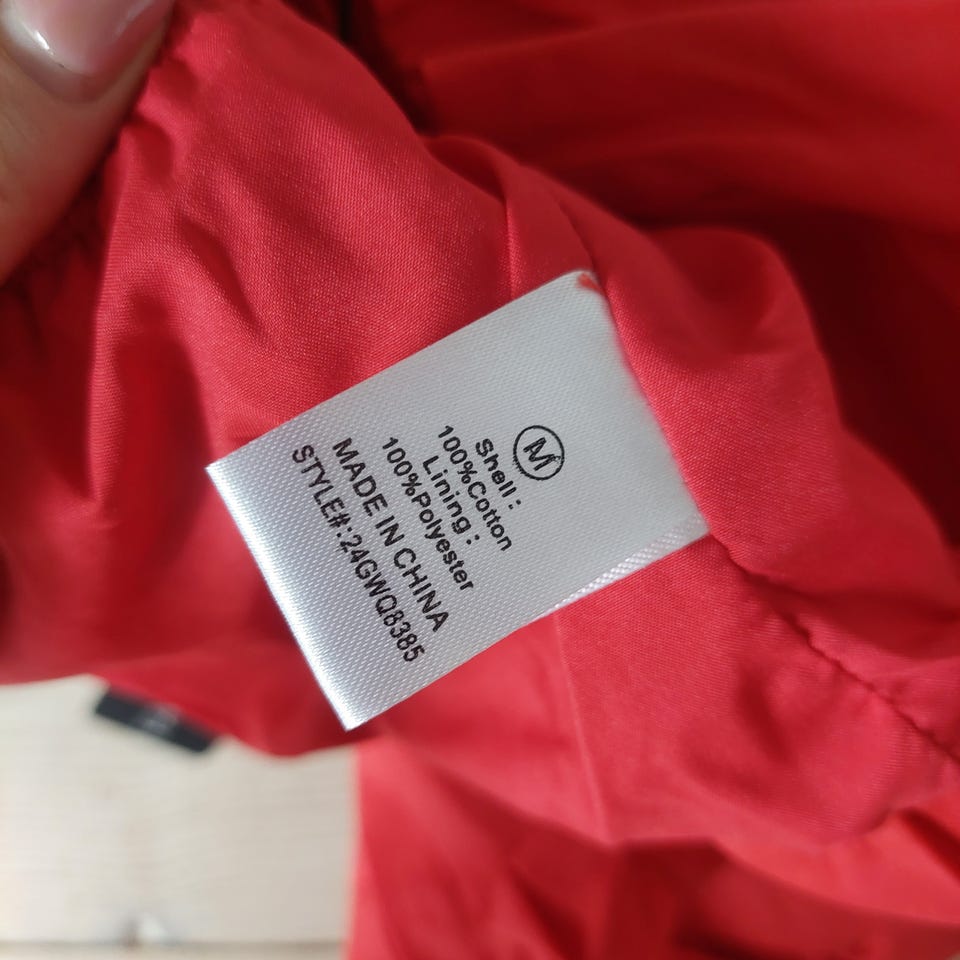 M
Shell :
100%Cotton
Lining :
100%Polyester
MADE IN CHINA
STYLE#:24GWQ8385